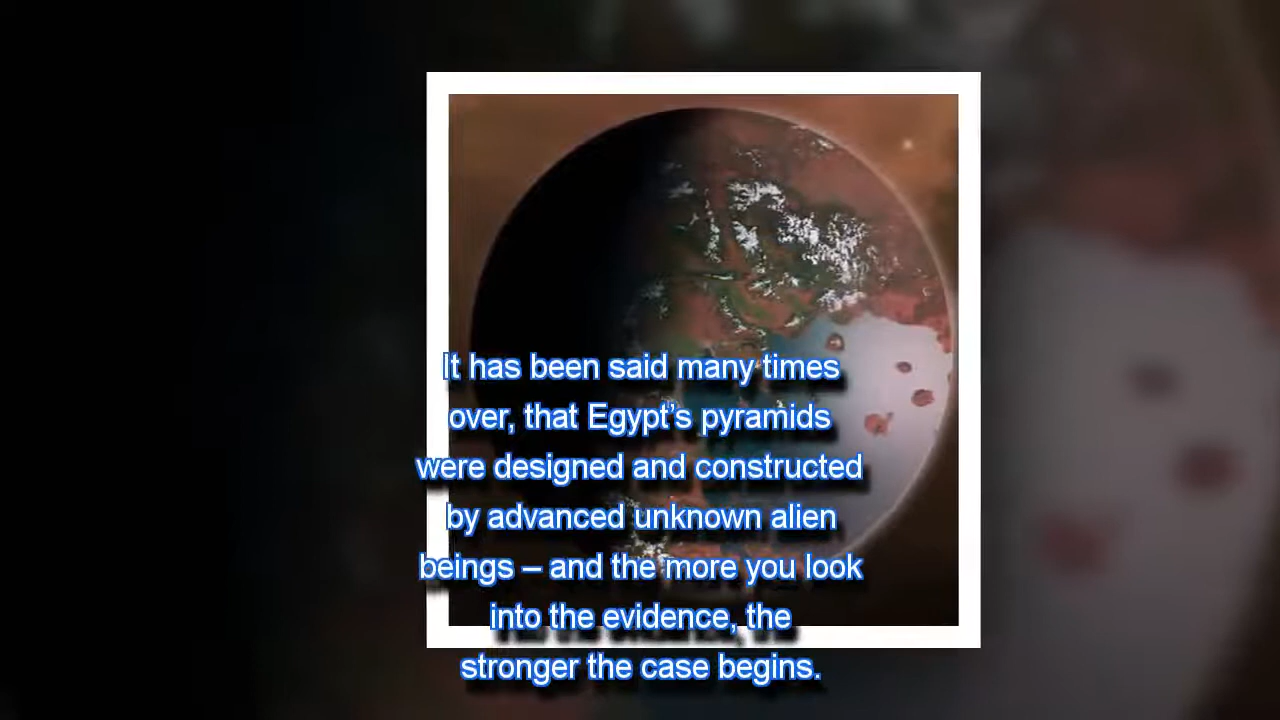 It has been said many times
over, that Egypt's pyramids
were designed and constructed
by advanced unknown alien
beings – and the more you look
into the evidence, the
stronger the case begins.